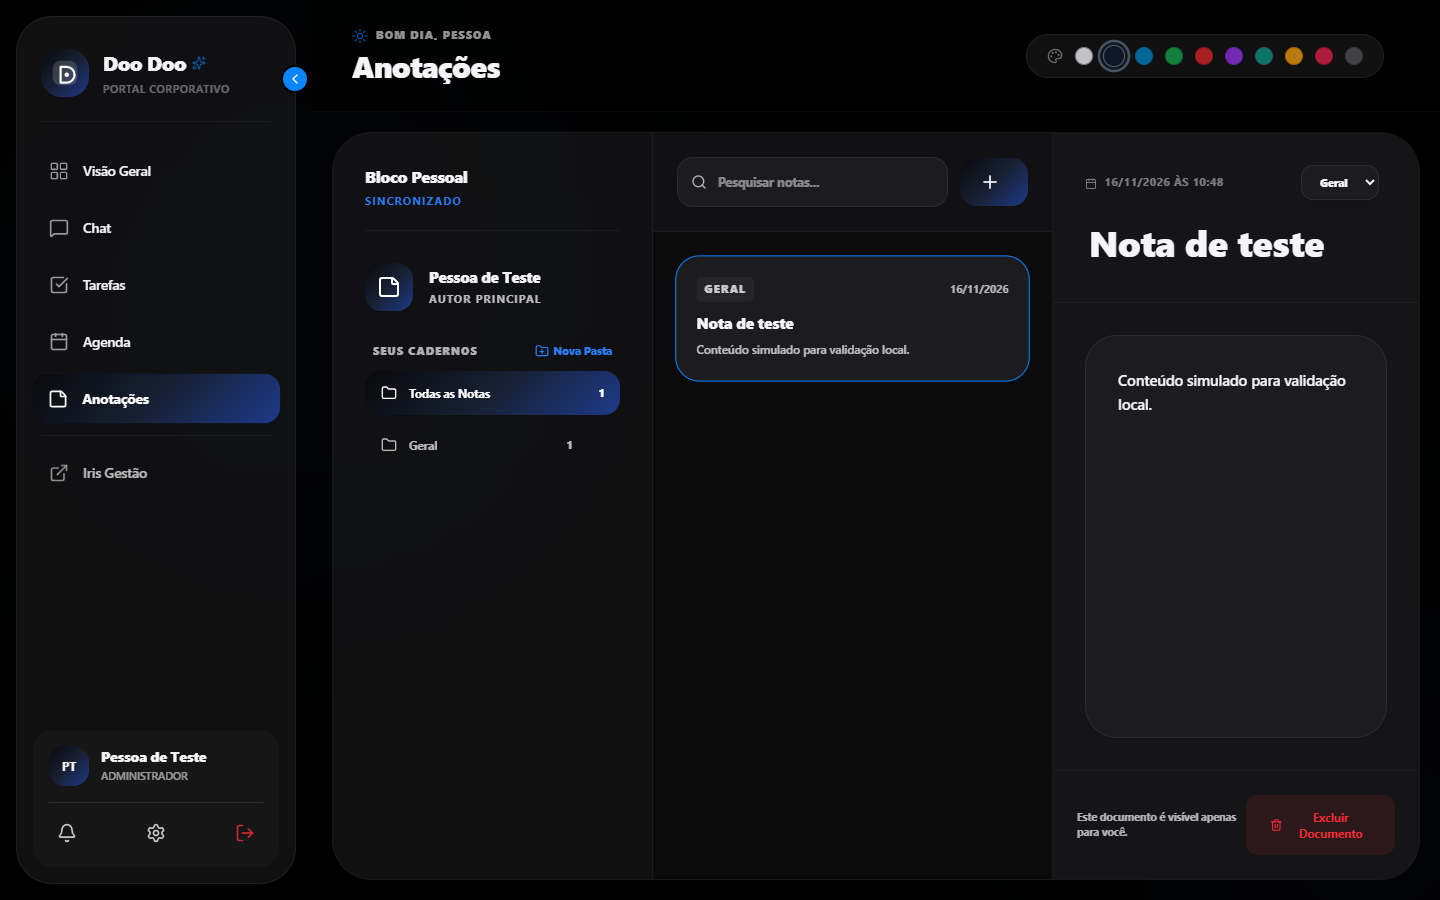 Doo Doo
PORTAL CORPORATIVO
Visão Geral
Chat
Tarefas
Agenda
Anotações
Iris Gestão
PT
Pessoa de Teste
ADMINISTRADOR
BOM DIA, PESSOA
Anotações
Bloco Pessoal
SINCRONIZADO
Pessoa de Teste
AUTOR PRINCIPAL
SEUS CADERNOS
Nova Pasta
Todas as Notas 1
Geral 1
Pesquisar notas...
GERAL 16/11/2026
Nota de teste
Conteúdo simulado para validação local.
16/11/2026 ÀS 10:48
Geral
Nota de teste
Conteúdo simulado para validação
local.
Este documento é visível apenas
para você.
Excluir
Documento